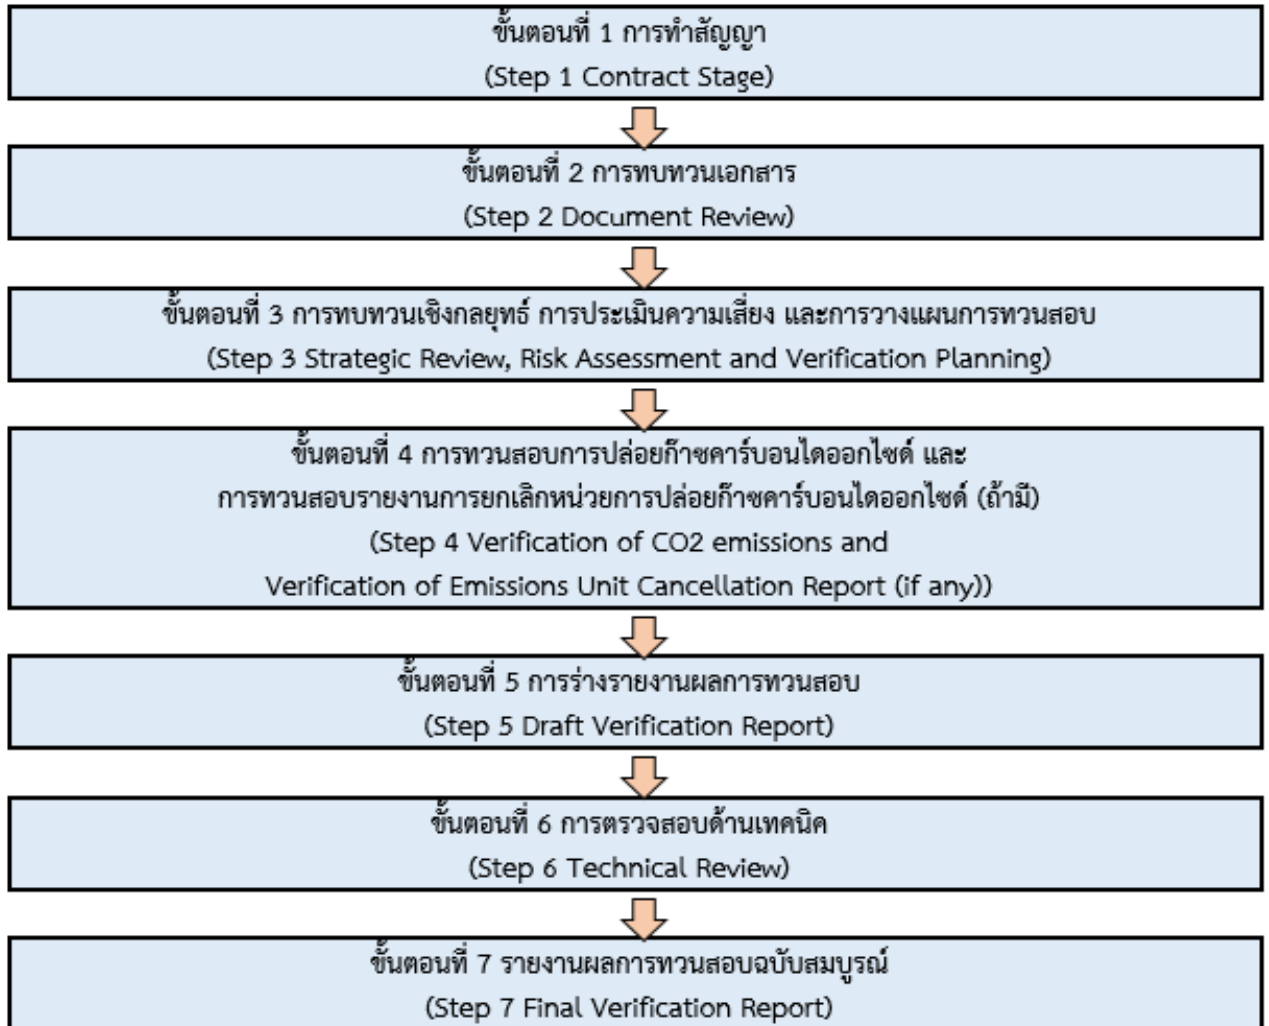 ขั้นตอนที่ 1 การทำสัญญา
(Step 1 Contract Stage)
ขั้นตอนที่ 2 การทบทวนเอกสาร
(Step 2 Document Review)
ขั้นตอนที่ 3 การทบทวนเชิงกลยุทธ์ การประเมินความเสี่ยง และการวางแผนการทวนสอบ
(Step 3 Strategic Review, Risk Assessment and Verification Planning)
ขั้นตอนที่ 4 การทวนสอบการปล่อยก๊าซคาร์บอนไดออกไซด์ และ
การทวนสอบรายงานการยกเลิกหน่วยการปล่อยก๊าซคาร์บอนไดออกไซด์ (ถ้ามี)
(Step 4 Verification of CO2 emissions and
Verification of Emissions Unit Cancellation Report (if any))
ขั้นตอนที่ 5 การร่างรายงานผลการทวนสอบ
(Step 5 Draft Verification Report)
ขั้นตอนที่ 6 การตรวจสอบด้านเทคนิค
(Step 6 Technical Review)
ขั้นตอนที่ 7 รายงานผลการทวนสอบฉบับสมบูรณ์
(Step 7 Final Verification Report)